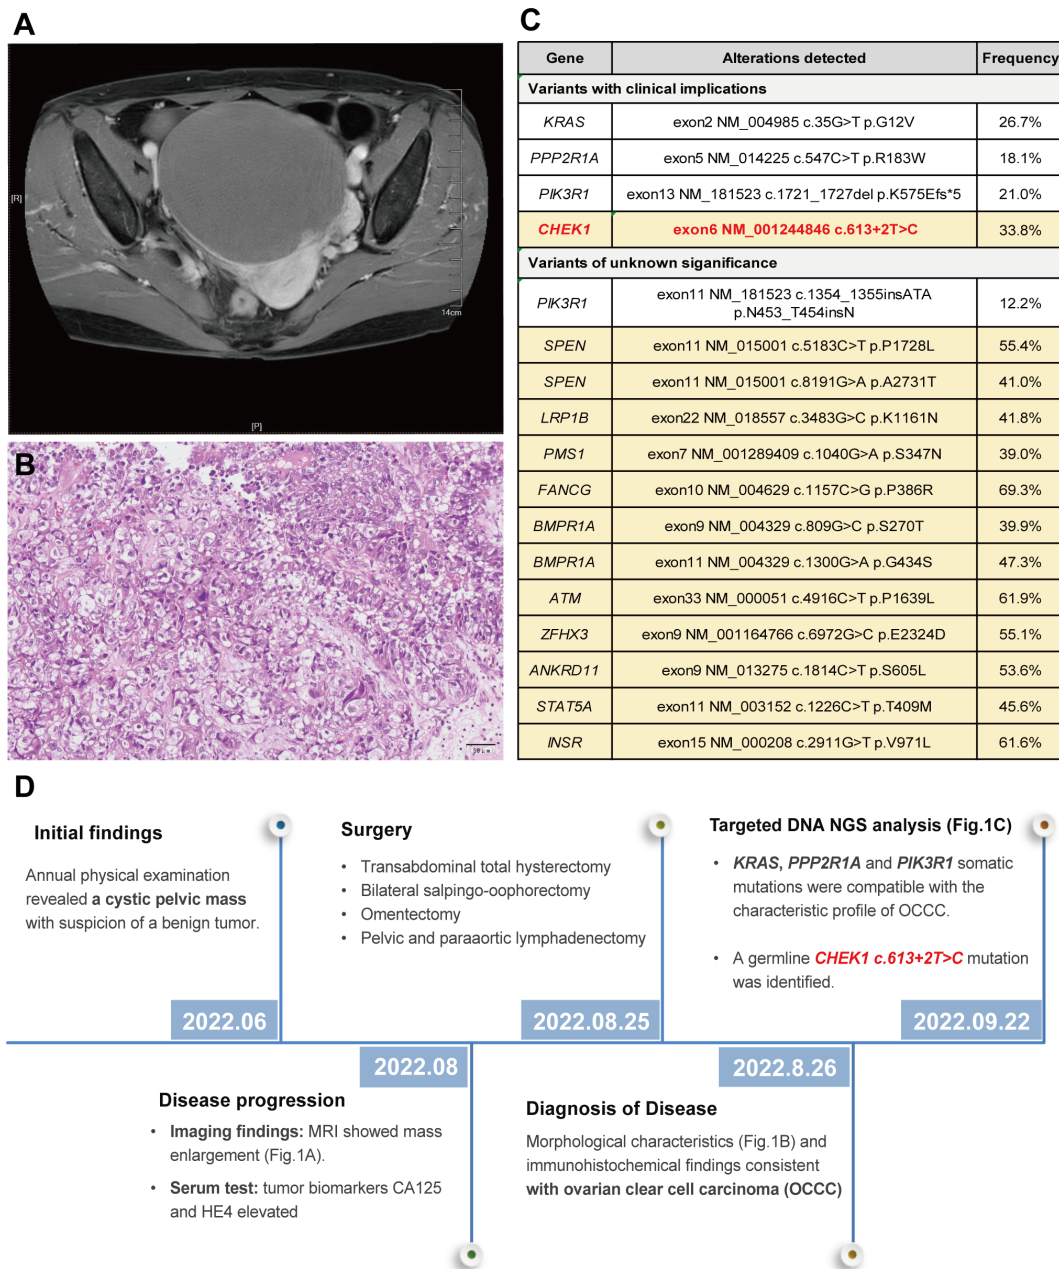 A
[R]
14cm
[P]
B
50 μm
C
Gene Alterations detected Frequency
Variants with clinical implications
KRAS exon2 NM_004985 c.35G>T p.G12V 26.7%
PPP2R1A exon5 NM_014225 c.547C>T p.R183W 18.1%
PIK3R1 exon13 NM_181523 c.1721_1727del p.K575Efs*5 21.0%
CHEK1 exon6 NM_001244846 c.613+2T>C 33.8%
Variants of unknown siganificance
PIK3R1 exon11 NM_181523 c.1354_1355insATA
p.N453_T454insN 12.2%
SPEN exon11 NM_015001 c.5183C>T p.P1728L 55.4%
SPEN exon11 NM_015001 c.8191G>A p.A2731T 41.0%
LRP1B exon22 NM_018557 c.3483G>C p.K1161N 41.8%
PMS1 exon7 NM_001289409 c.1040G>A p.S347N 39.0%
FANCG exon10 NM_004629 c.1157C>G p.P386R 69.3%
BMPR1A exon9 NM_004329 c.809G>C p.S270T 39.9%
BMPR1A exon11 NM_004329 c.1300G>A p.G434S 47.3%
ATM exon33 NM_000051 c.4916C>T p.P1639L 61.9%
ZFHX3 exon9 NM_001164766 c.6972G>C p.E2324D 55.1%
ANKRD11 exon9 NM_013275 c.1814C>T p.S605L 53.6%
STAT5A exon11 NM_003152 c.1226C>T p.T409M 45.6%
INSR exon15 NM_000208 c.2911G>T p.V971L 61.6%
D
Initial findings
Annual physical examination
revealed a cystic pelvic mass
with suspicion of a benign tumor.
2022.06
Surgery
• Transabdominal total hysterectomy
• Bilateral salpingo-oophorectomy
• Omentectomy
• Pelvic and paraaortic lymphadenectomy
2022.08.25
Targeted DNA NGS analysis (Fig.1C)
• KRAS, PPP2R1A and PIK3R1 somatic
mutations were compatible with the
characteristic profile of OCCC.
• A germline CHEK1 c.613+2T>C mutation
was identified.
2022.09.22
2022.08
Disease progression
• Imaging findings: MRI showed mass
enlargement (Fig.1A).
• Serum test: tumor biomarkers CA125
and HE4 elevated
2022.8.26
Diagnosis of Disease
Morphological characteristics (Fig.1B) and
immunohistochemical findings consistent
with ovarian clear cell carcinoma (OCCC)